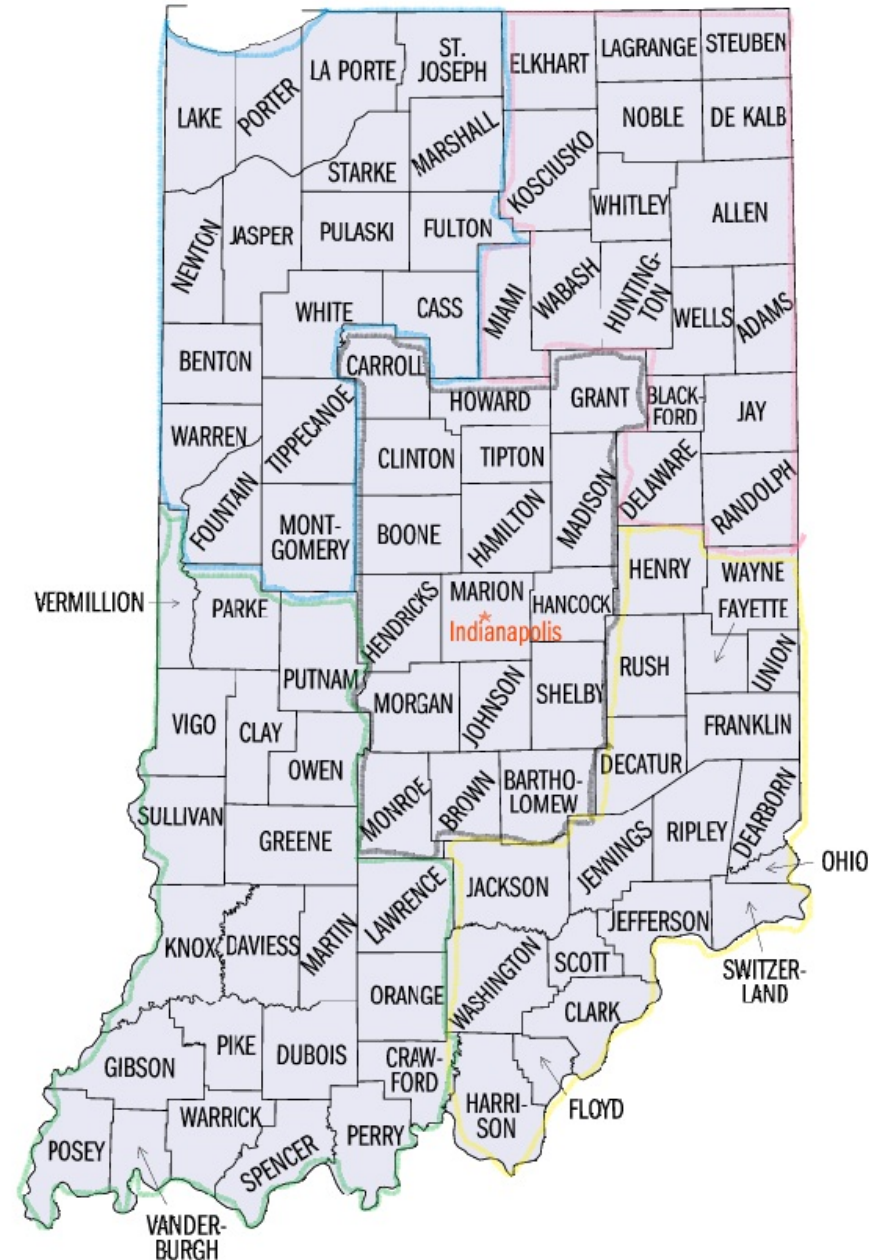 ST.
JOSEPH
LA PORTE
ELKHART
LAGRANGE
STEUBEN
LAKE
PORTER
NOBLE
DE KALB
MARSHALL
STARKE
KOSCIUSKO
WHITLEY
ALLEN
NEWTON
JASPER
PULASKI
FULTON
MIAMI
WABASH
HUNTING-
TON
WHITE
CASS
WELLS
ADAMS
BENTON
CARROLL
HOWARD
GRANT
BLACK-
FORD
JAY
WARREN
TIPPECANOE
CLINTON
TIPTON
MADISON
DELAWARE
RANDOLPH
FOUNTAIN
MONT-
GOMERY
BOONE
HAMILTON
HENRY
WAYNE
VERMILLION
PARKE
HENDRICKS
MARION
Indianapolis
HANCOCK
FAYETTE
RUSH
UNION
PUTNAM
MORGAN
JOHNSON
SHELBY
VIGO
CLAY
FRANKLIN
OWEN
DECATUR
MONROE
BROWN
BARTHO-
LOMEW
SULLIVAN
GREENE
JENNINGS
RIPLEY
DEARBORN
OHIO
LAWRENCE
JACKSON
KNOX
DAVIESS
MARTIN
JEFFERSON
SWITZER-
LAND
WASHINGTON
SCOTT
ORANGE
CLARK
GIBSON
PIKE
DUBOIS
CRAW-
FORD
HARRI-
SON
FLOYD
POSEY
WARRICK
SPENCER
PERRY
VANDER-
BURGH